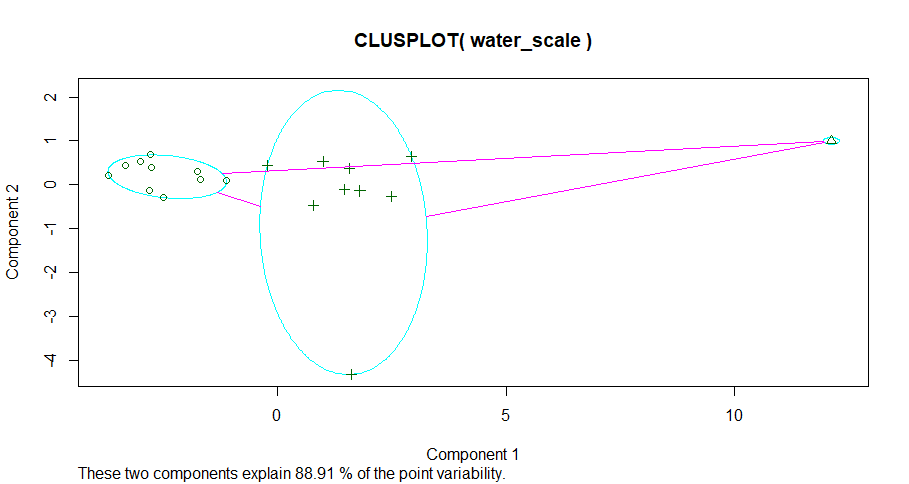 CLUSPLOT( water_scale )
2
1
0
-1
-2
-3
-4
Component 2
0 5 10
Component 1
These two components explain 88.91 % of the point variability.